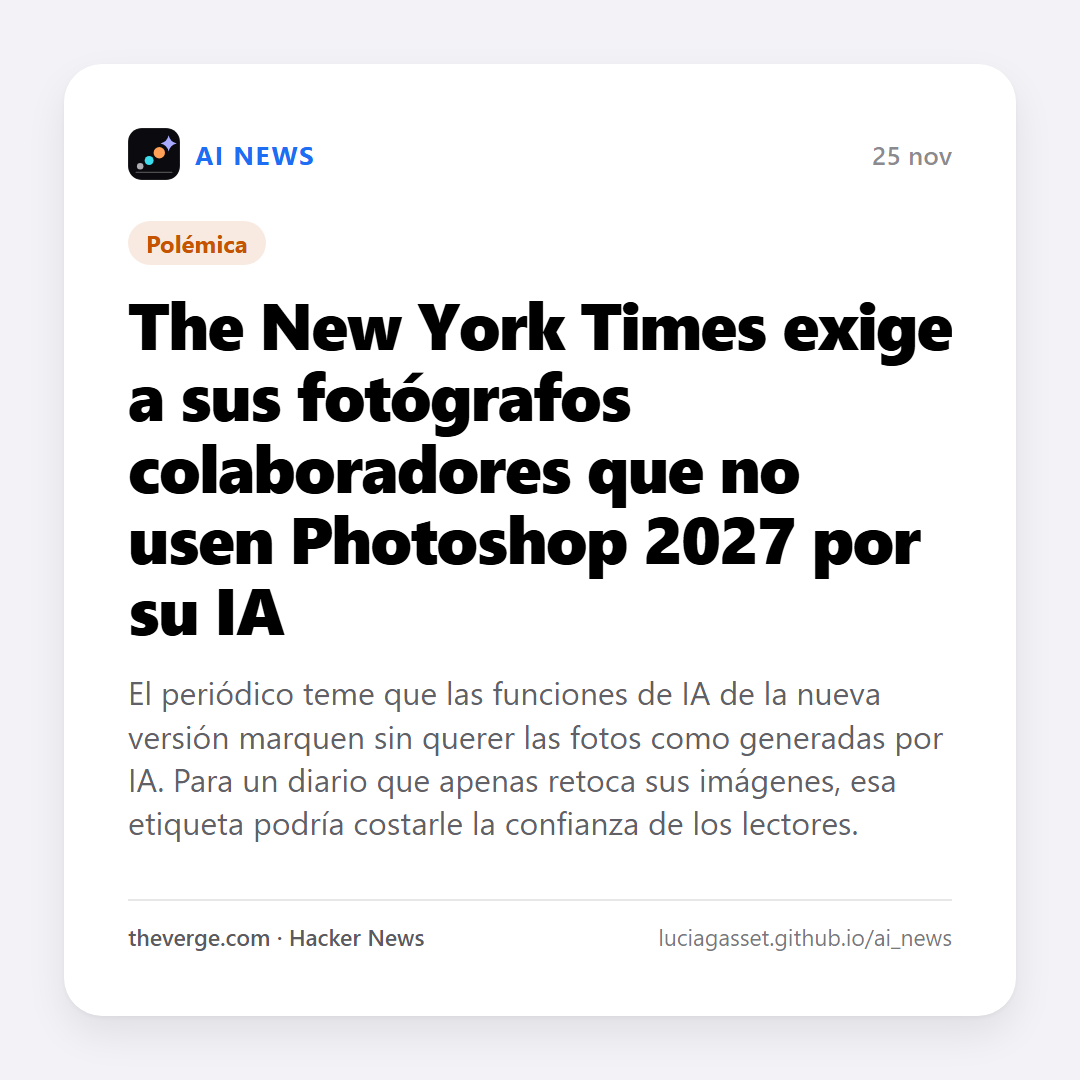 AI NEWS
25 nov
Polémica
The New York Times exige
a sus fotógrafos
colaboradores que no
usen Photoshop 2027 por
su IA
El periódico teme que las funciones de IA de la nueva
versión marquen sin querer las fotos como generadas por
IA. Para un diario que apenas retoca sus imágenes, esa
etiqueta podría costarle la confianza de los lectores.
theverge.com · Hacker News
luciagasset.github.io/ai_news